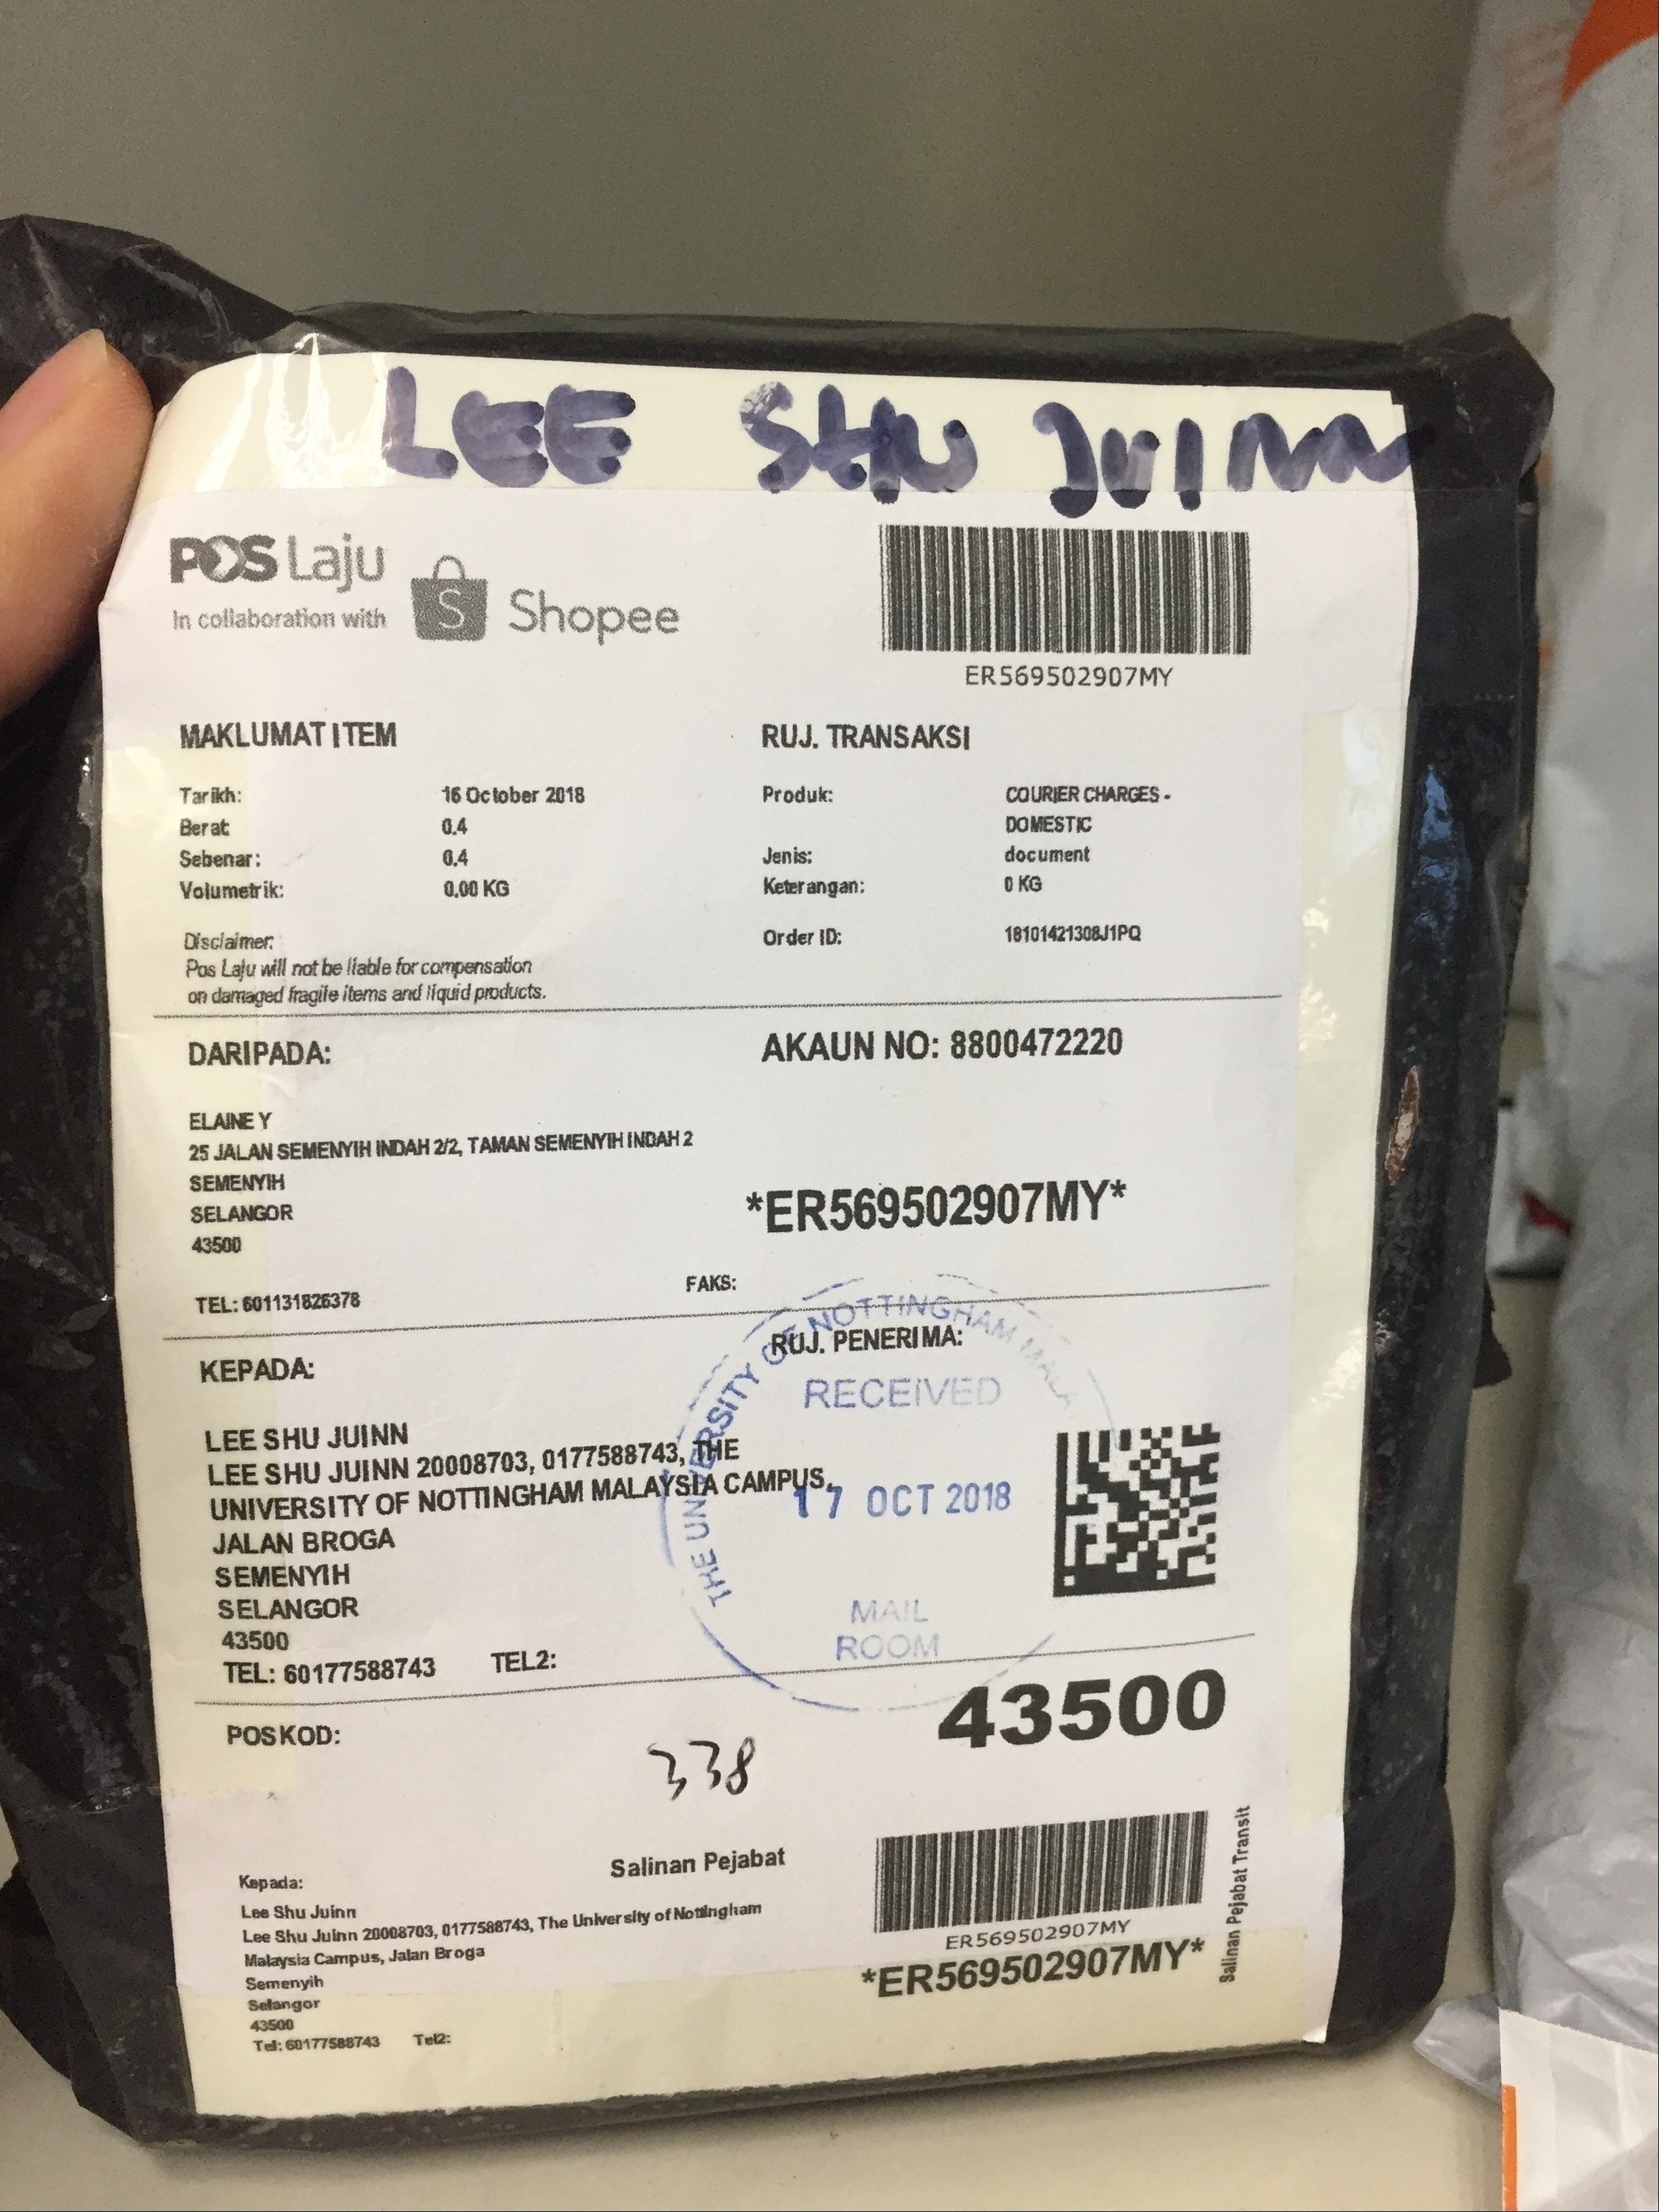 LEE SHU JUINN
POS Laju
In collaboration with
S Shopee
ER569502907MY
MAKLUMAT ITEM
Tarikh: 16 October 2018
Berat 0.4
Sebenar: 0.4
Volumetrik: 0.00 KG
Disclaimer:
Pos Laju will not be liable for compensation
on damaged fragile items and liquid products.
RUJ. TRANSAKSI
Produk: COURIER CHARGES -
DOMESTIC
Jenis: document
Keterangan: 0 KG
Order ID: 18101421308J1PQ
DARIPADA:
AKAUN NO: 8800472220
ELAINE Y
25 JALAN SEMENYIH INDAH 2/2, TAMAN SEMENYIH INDAH 2
SEMENYIH
SELANGOR
43500
*ER569502907MY*
TEL: 601131826378
FAKS:
KEPADA:
RUJ. PENERIMA:
LEE SHU JUINN
LEE SHU JUINN 20008703, 0177588743, THE
UNIVERSITY OF NOTTINGHAM MALAYSIA CAMPUS,
JALAN BROGA
SEMENYIH
SELANGOR
43500
TEL: 60177588743 TEL2:
THE UNIVERSITY OF NOTTINGHAM
RECEIVED
17 OCT 2018
MAIL
ROOM
POSKOD:
43500
338
Salinan Pejabat
Kepada:
Lee Shu Juinn
Lee Shu Juinn 20008703, 0177588743, The University of Nottingham
Malaysia Campus, Jalan Broga
Semenyih
Selangor
43500
Tel: 60177588743 Tel2:
ER569502907MY
*ER569502907MY*
Salinan Pejabat Transit